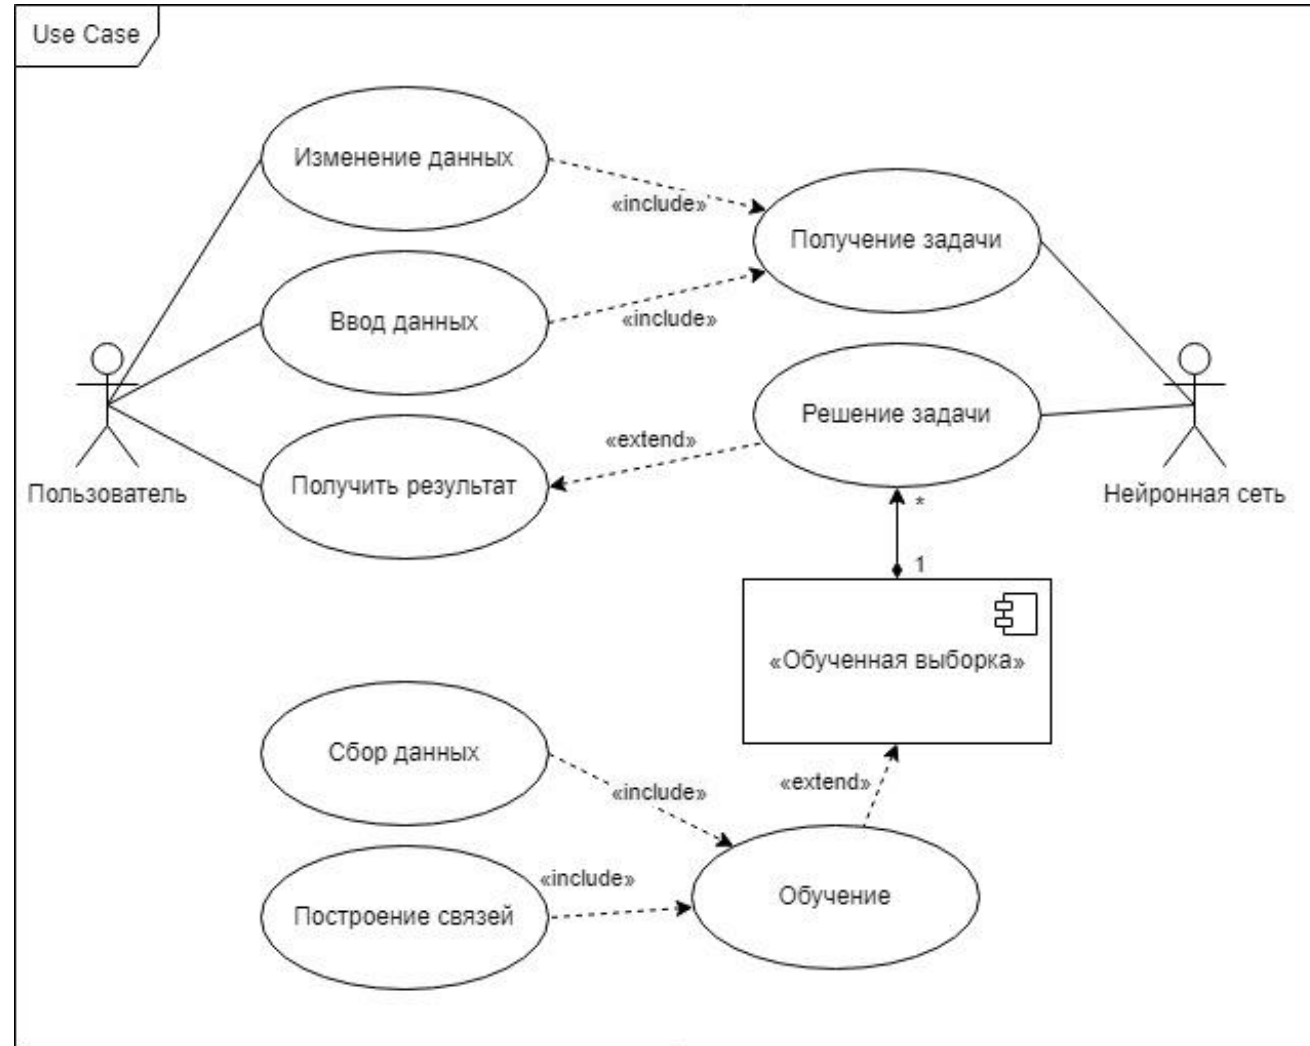 Use Case
Изменение данных
«include»
Получение задачи
Ввод данных
«include»
Решение задачи
«extend»
Получить результат
Пользователь
Нейронная сеть
*
1
«Обученная выборка»
Сбор данных
«include»
«extend»
«include»
Обучение
Построение связей